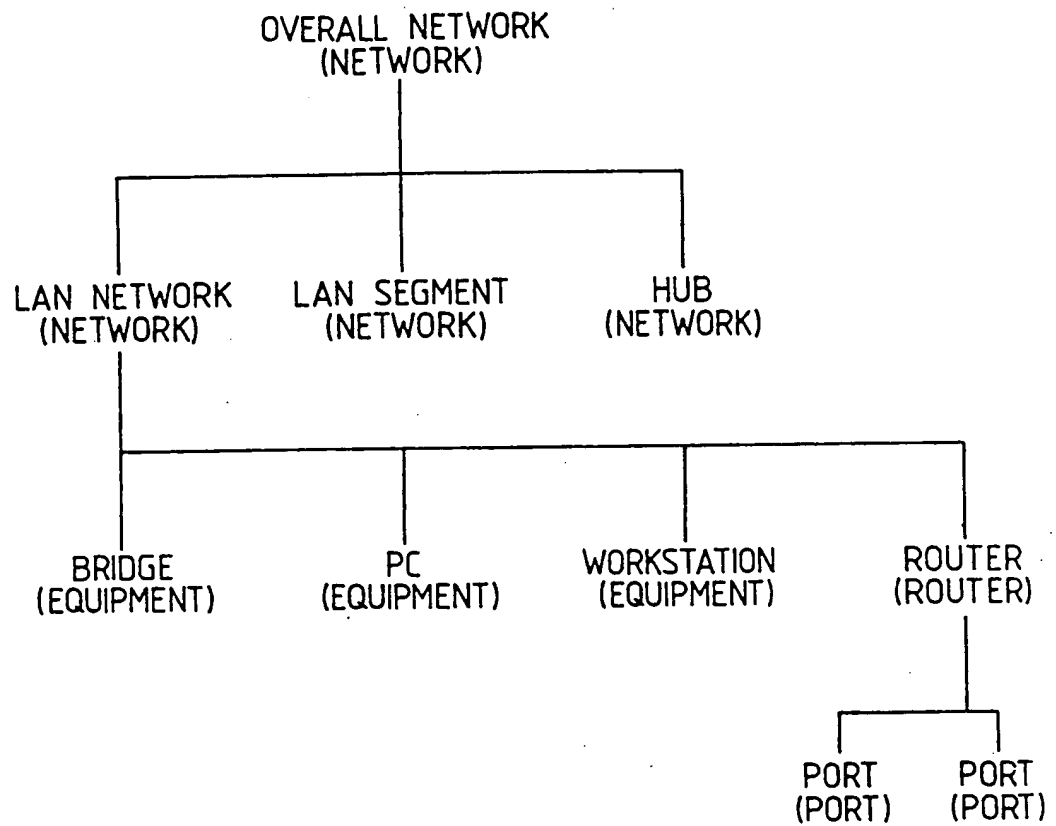 OVERALL NETWORK
(NETWORK)
LAN NETWORK
(NETWORK)
LAN SEGMENT
(NETWORK)
HUB
(NETWORK)
BRIDGE
(EQUIPMENT)
PC
(EQUIPMENT)
WORKSTATION
(EQUIPMENT)
ROUTER
(ROUTER)
PORT
(PORT)
PORT
(PORT)